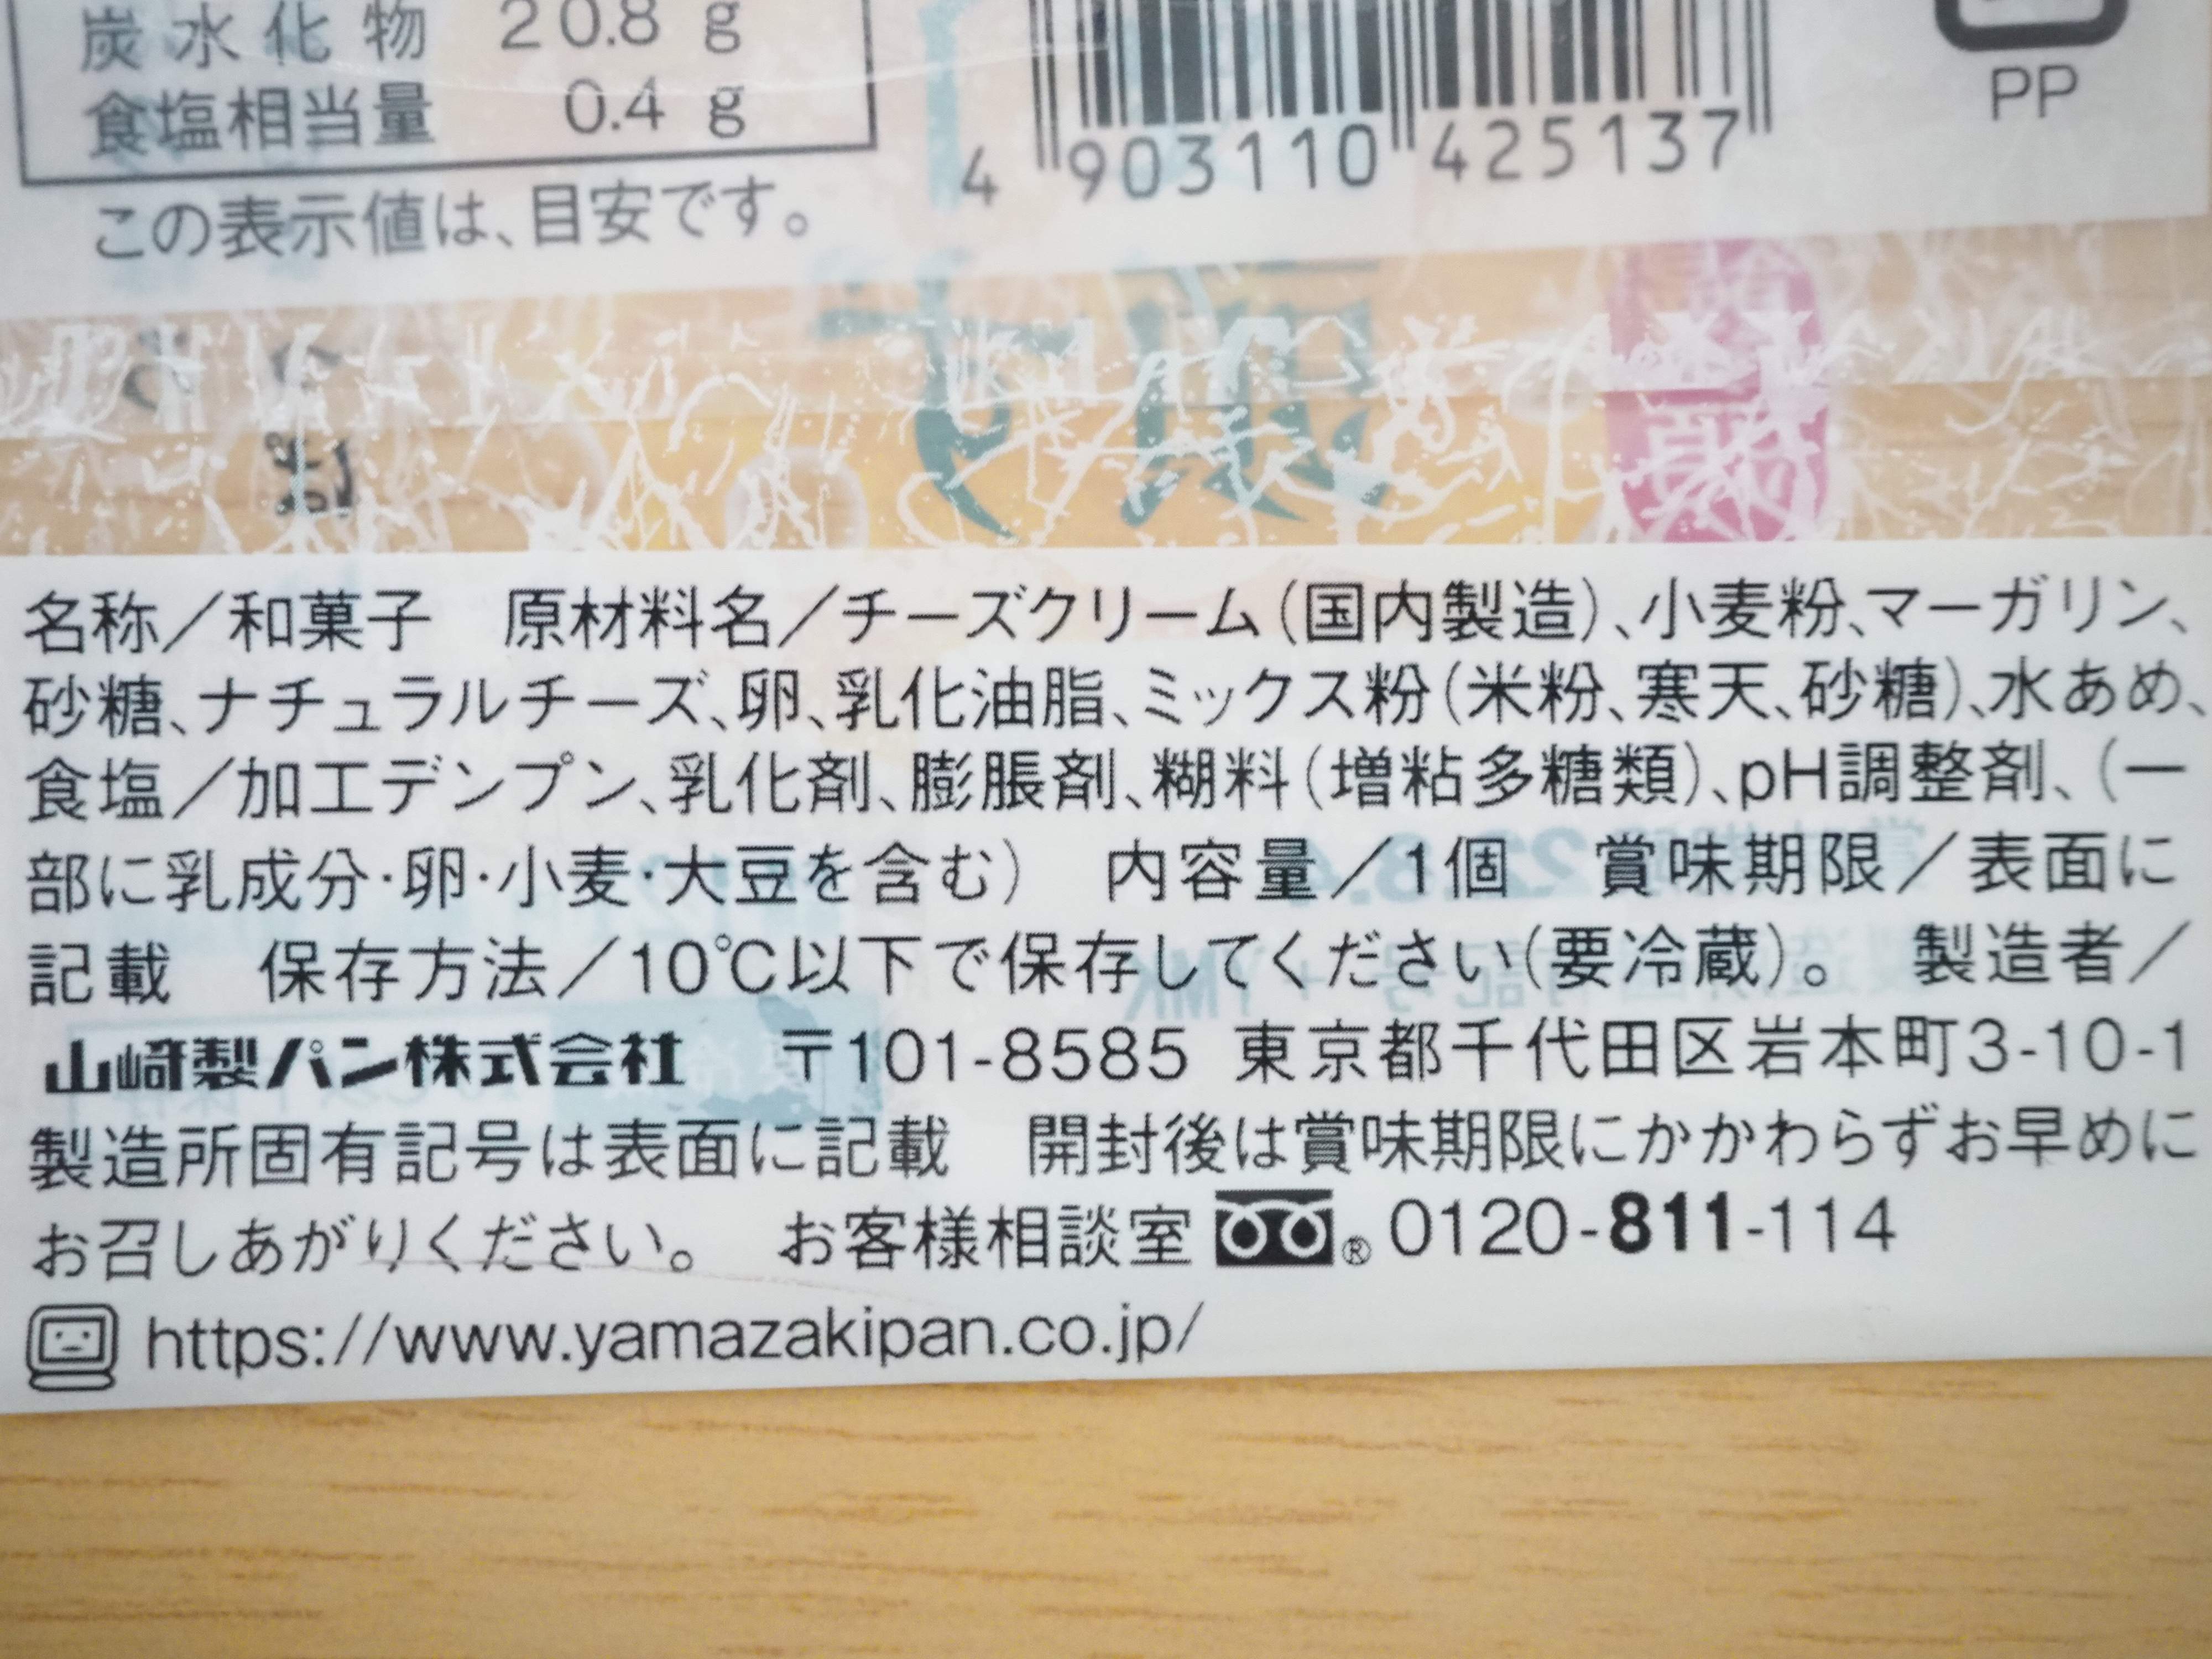 炭水化物 20.8 g
食塩相当量 0.4 g
この表示値は、目安です。
4 903110 425137
PP
名称／和菓子 原材料名／チーズクリーム(国内製造)、小麦粉、マーガリン、
砂糖、ナチュラルチーズ、卵、乳化油脂、ミックス粉(米粉、寒天、砂糖)、水あめ、
食塩／加工デンプン、乳化剤、膨脹剤、糊料(増粘多糖類)、pH調整剤、(一
部に乳成分・卵・小麦・大豆を含む) 内容量／1個 賞味期限／表面に
記載 保存方法／10℃以下で保存してください(要冷蔵)。 製造者／
山崎製パン株式会社 〒101-8585 東京都千代田区岩本町3-10-1
製造所固有記号は表面に記載 開封後は賞味期限にかかわらずお早めに
お召しあがりください。 お客様相談室 ® 0120-811-114
https://www.yamazakipan.co.jp/